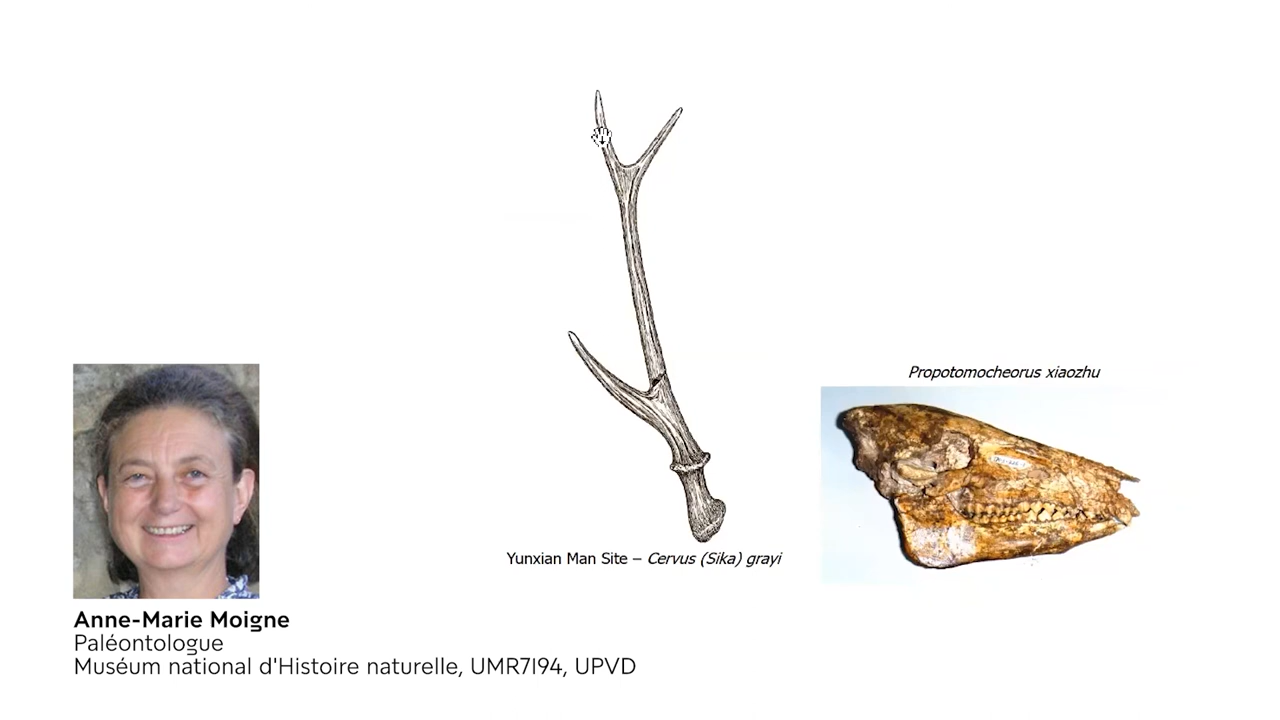 Propotomocheorus xiaozhu
Yunxian Man Site – Cervus (Sika) grayi
Anne-Marie Moigne
Paléontologue
Muséum national d'Histoire naturelle, UMR7194, UPVD